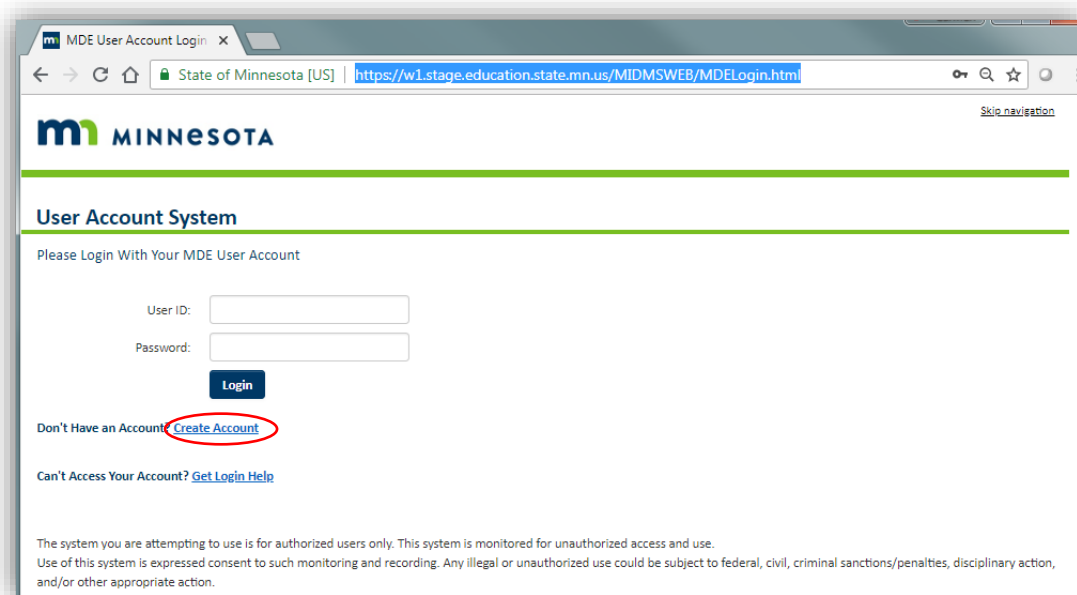 MDE User Account Login
State of Minnesota [US] | https://w1.stage.education.state.mn.us/MIDMSWEB/MDELogin.html
Skip navigation
mn MINNESOTA
User Account System
Please Login With Your MDE User Account
User ID:
Password:
Login
Don't Have an Account? Create Account
Can't Access Your Account? Get Login Help
The system you are attempting to use is for authorized users only. This system is monitored for unauthorized access and use.
Use of this system is expressed consent to such monitoring and recording. Any illegal or unauthorized use could be subject to federal, civil, criminal sanctions/penalties, disciplinary action,
and/or other appropriate action.